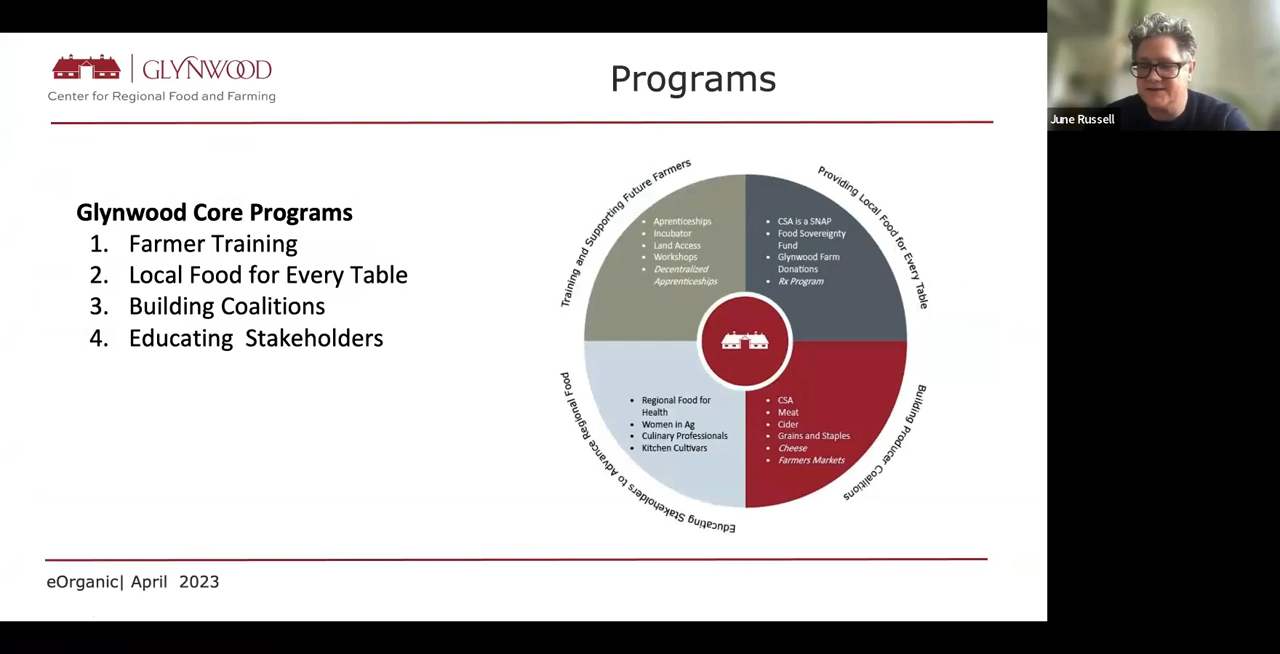 GLYNWOOD
Center for Regional Food and Farming
Programs
June Russell
Glynwood Core Programs
1. Farmer Training
2. Local Food for Every Table
3. Building Coalitions
4. Educating  Stakeholders
Training and Supporting Future Farmers
• Apprenticeships
• Incubator
• Land Access
• Workshops
• Decentralized
Apprenticeships
Providing Local Food for Every Table
• CSA is a SNAP
• Food Sovereignty
Fund
• Glynwood Farm
Donations
• Rx Program
Educating Stakeholders to Advance Regional Food
• Regional Food for
Health
• Women in Ag
• Culinary Professionals
• Kitchen Cultivars
Building Producer Coalitions
• CSA
• Meat
• Cider
• Grains and Staples
• Cheese
• Farmers Markets
eOrganic| April  2023